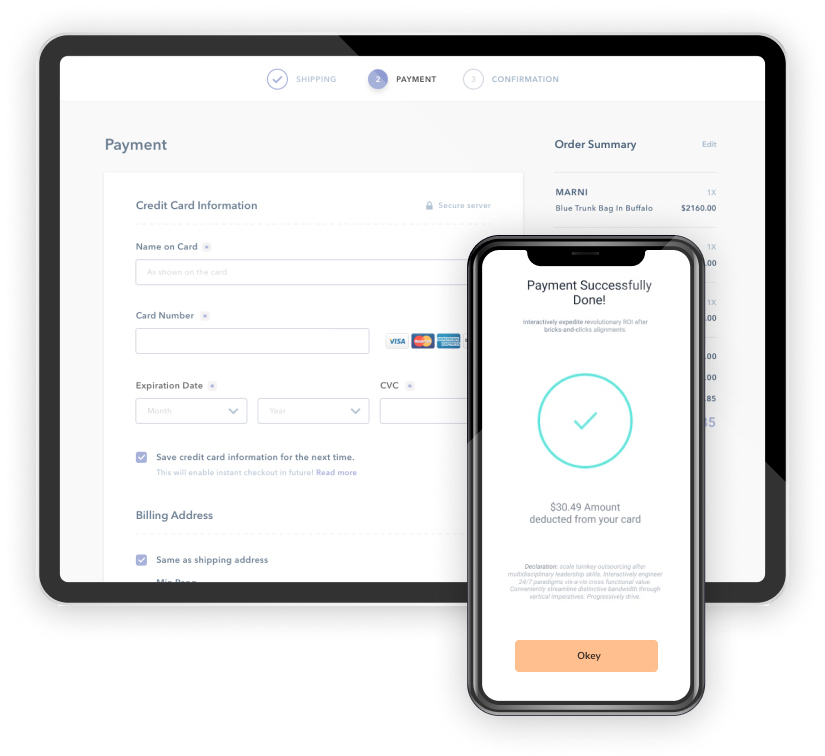 SHIPPING
2
PAYMENT
3
CONFIRMATION
Payment
Credit Card Information
Secure server
Name on Card
As shown on the card
Card Number
VISA
Expiration Date
CVC
Month
Year
Save credit card information for the next time.
This will enable instant checkout in future! Read more
Billing Address
Same as shipping address
Order Summary
Edit
MARNI
1X
Blue Trunk Bag In Buffalo
$2160.00
1X
.00
1X
.00
.00
.00
.85
Payment Successfully
Done!
Interactively expedite revolutionary ROI after
bricks-and-clicks alignments.
$30.49 Amount
deducted from your card
Declaration: scale turnkey outsourcing after
multidisciplinary leadership skills. Interactively engineer
24/7 paradigms vis-a-vis cross functional value.
Conveniently streamline distinctive bandwidth through
vertical imperatives. Progressively drive.
Okey